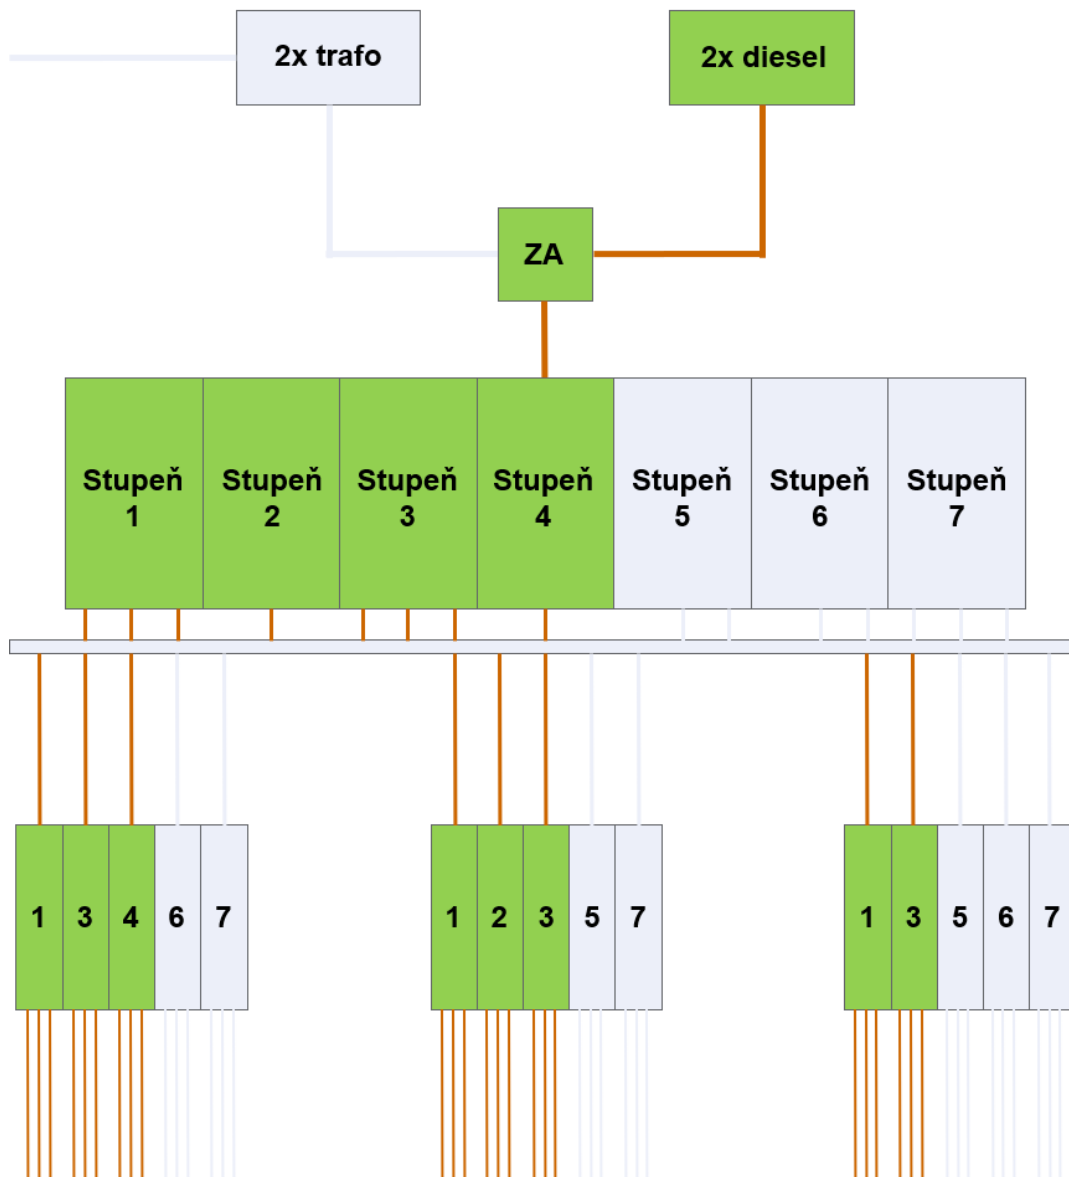 2x trafo
2x diesel
ZA
Stupeň
1
Stupeň
2
Stupeň
3
Stupeň
4
Stupeň
5
Stupeň
6
Stupeň
7
1 3 4 6 7
1 2 3 5 7
1 3 5 6 7